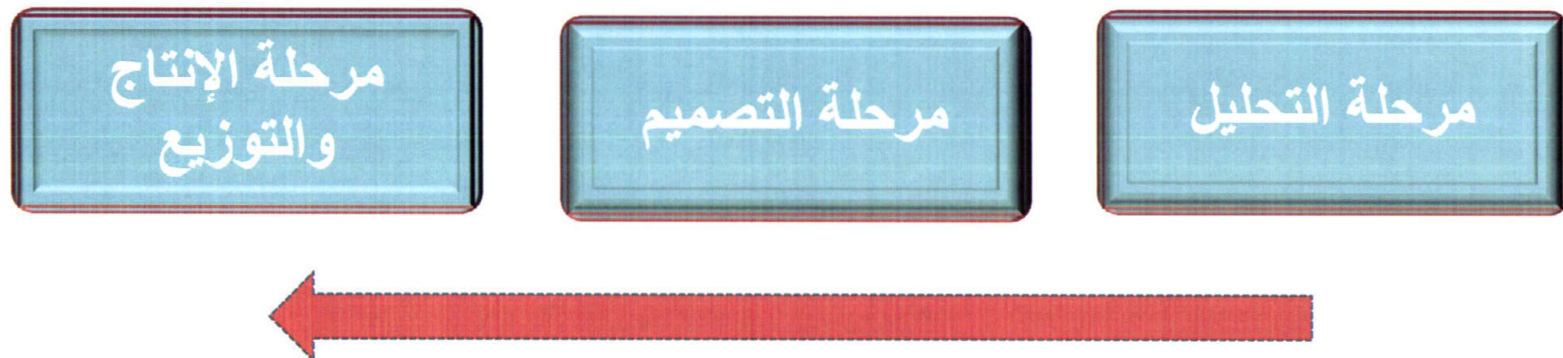 مرحلة التحليل
مرحلة التصميم
مرحلة الإنتاج
والتوزيع